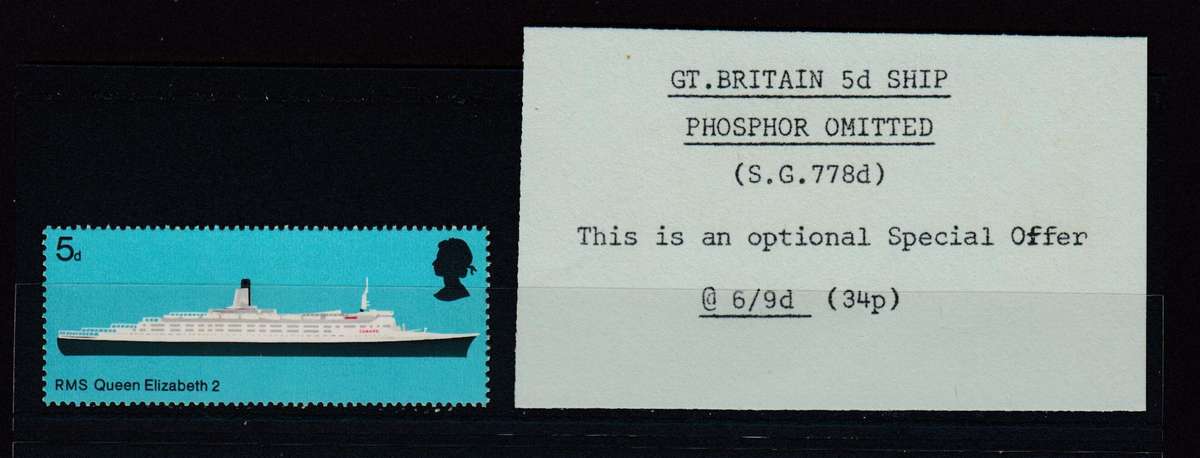 5d
CUNARD
RMS Queen Elizabeth 2
GT.BRITAIN 5d SHIP
PHOSPHOR OMITTED
(S.G.778d)
This is an optional Special Offer
@ 6/9d (34p)